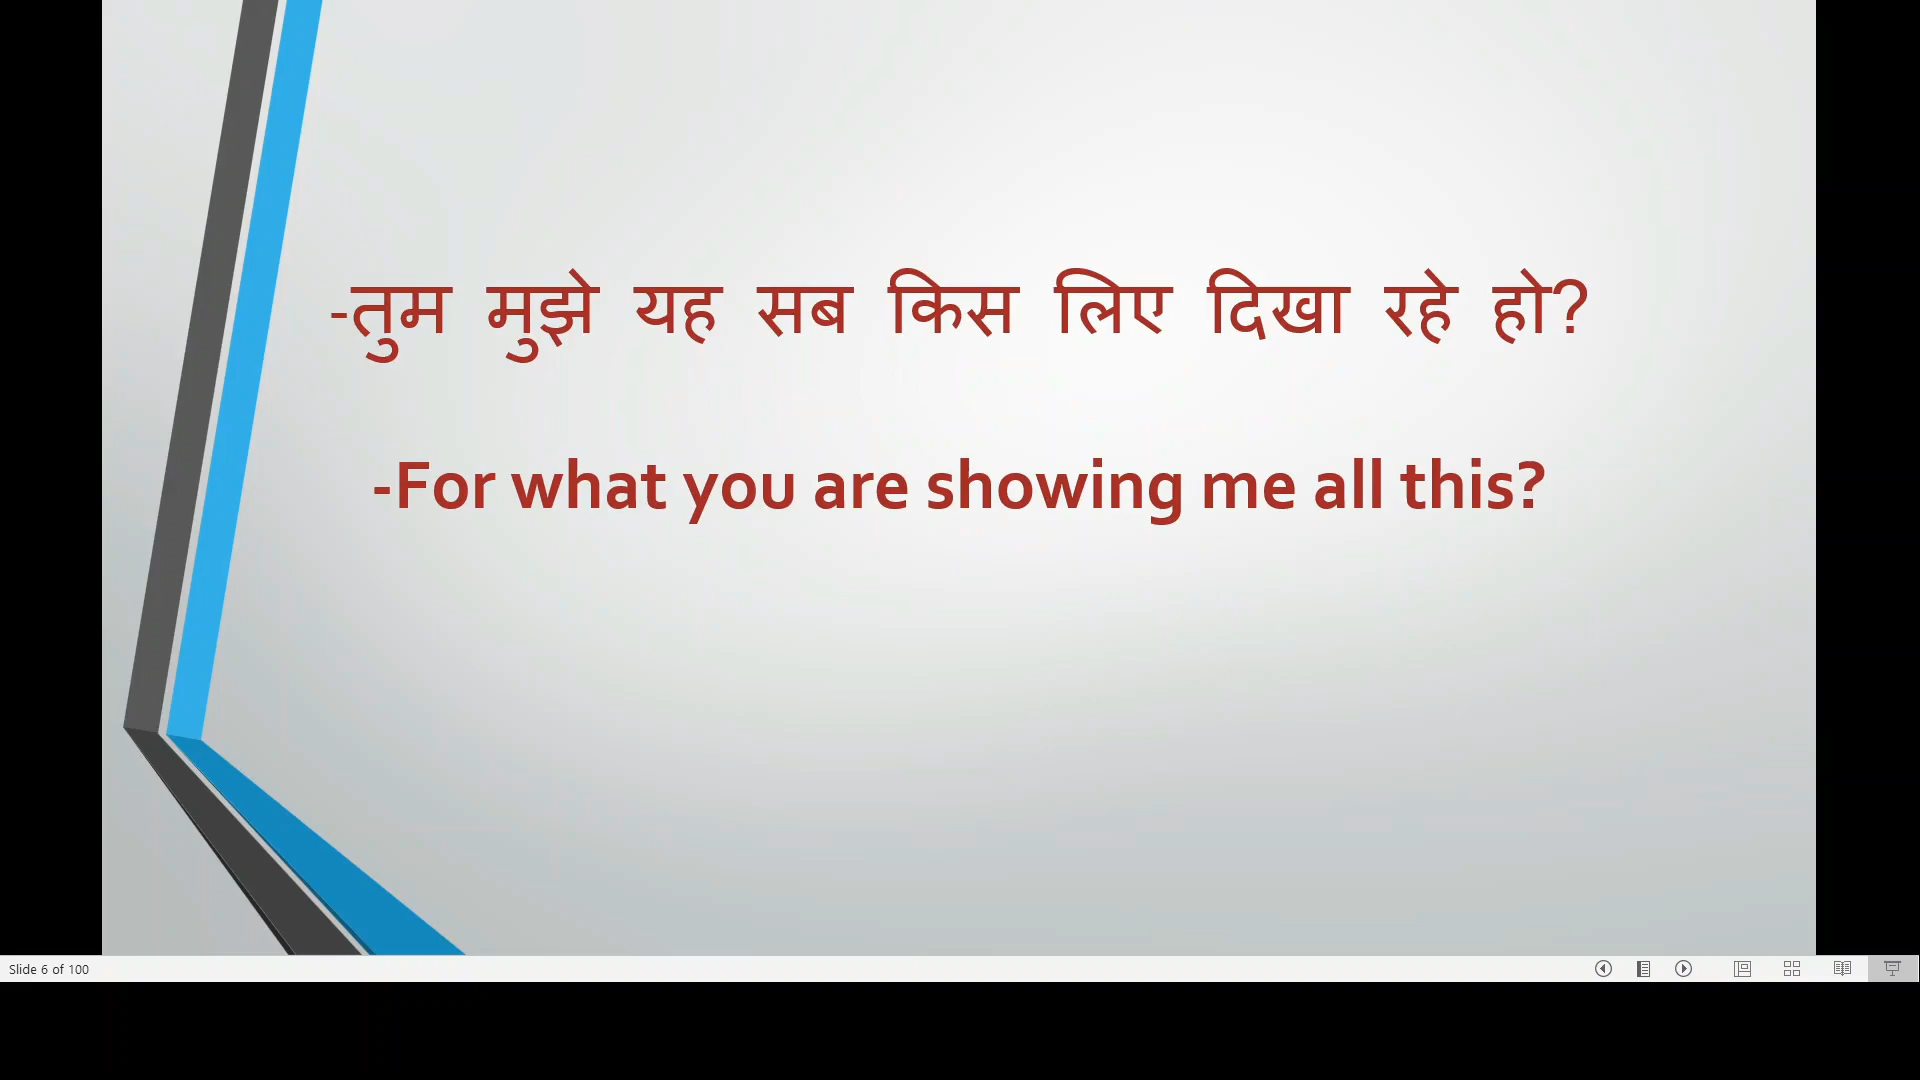 -तुम मुझे यह सब किस लिए दिखा रहे हो?
-For what you are showing me all this?
Slide 6 of 100